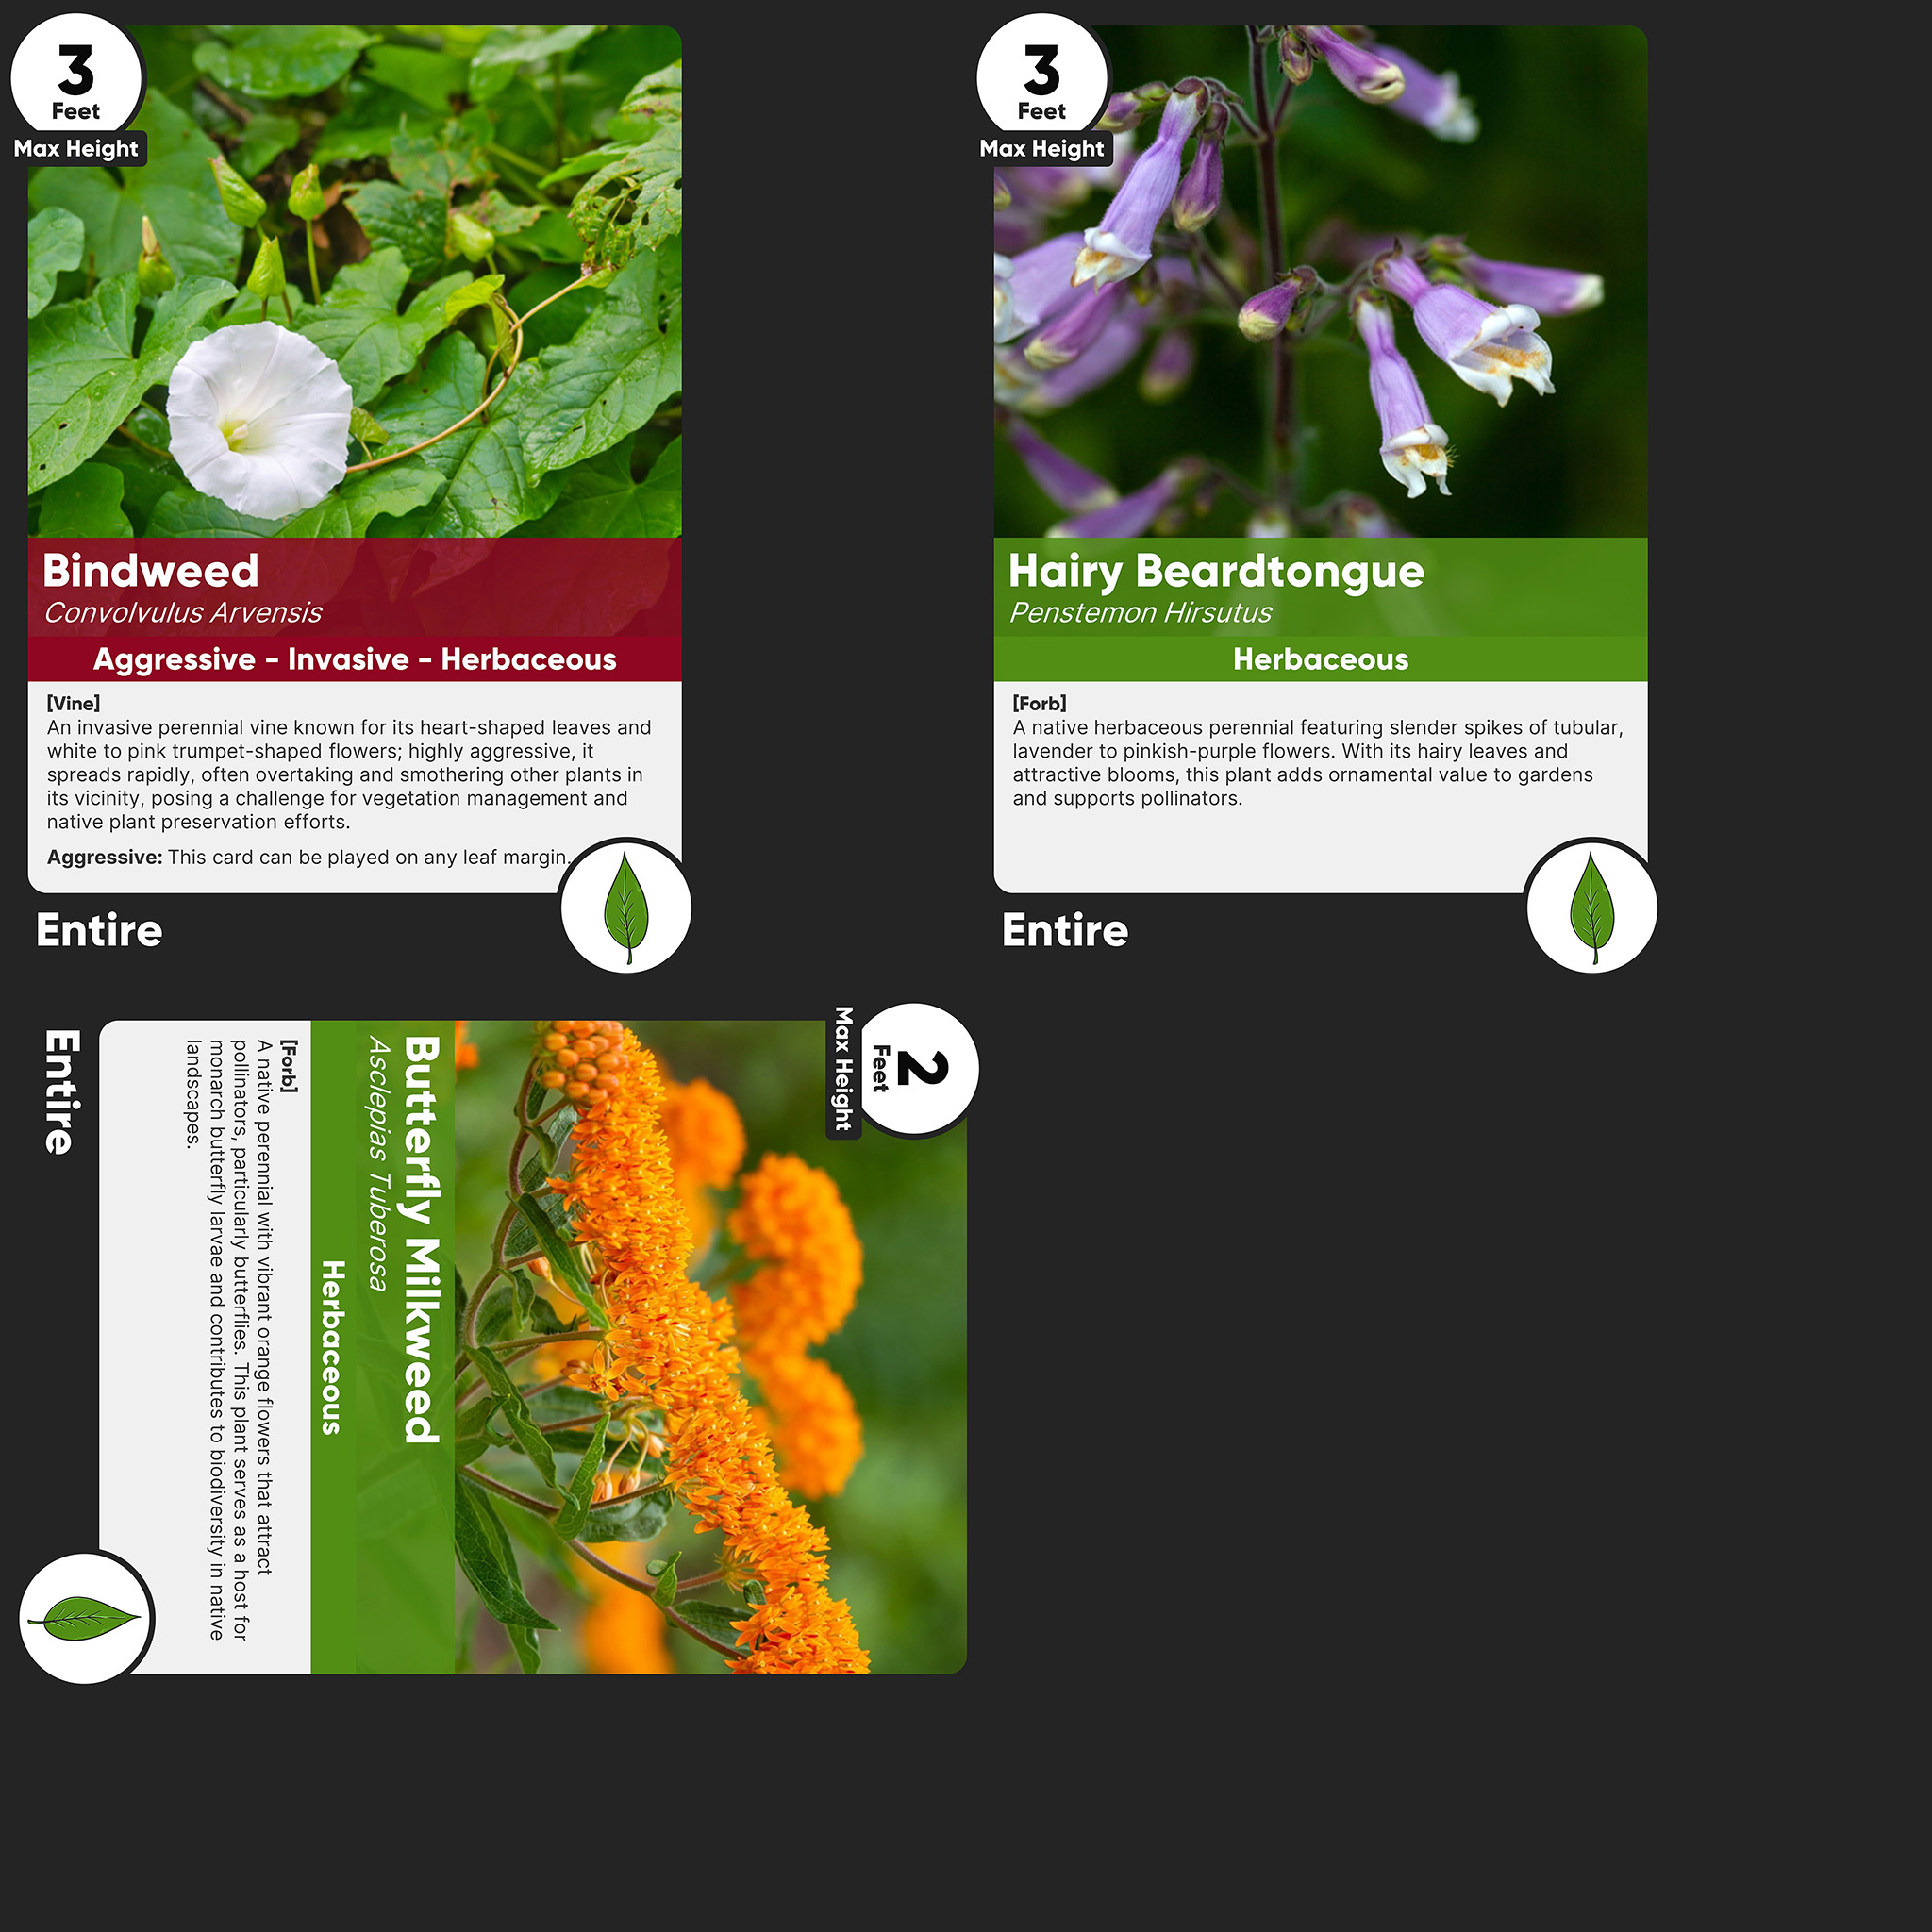 3
Feet
Max Height
Bindweed
Convolvulus Arvensis
Aggressive - Invasive - Herbaceous
[Vine]
An invasive perennial vine known for its heart-shaped leaves and
white to pink trumpet-shaped flowers; highly aggressive, it
spreads rapidly, often overtaking and smothering other plants in
its vicinity, posing a challenge for vegetation management and
native plant preservation efforts.
Aggressive: This card can be played on any leaf margin.
Entire
3
Feet
Max Height
Hairy Beardtongue
Penstemon Hirsutus
Herbaceous
[Forb]
A native herbaceous perennial featuring slender spikes of tubular,
lavender to pinkish-purple flowers. With its hairy leaves and
attractive blooms, this plant adds ornamental value to gardens
and supports pollinators.
Entire
2
Feet
Max Height
Butterfly Milkweed
Asclepias Tuberosa
Herbaceous
[Forb]
A native perennial with vibrant orange flowers that attract
pollinators, particularly butterflies. This plant serves as a host for
monarch butterfly larvae and contributes to biodiversity in native
landscapes.
Entire